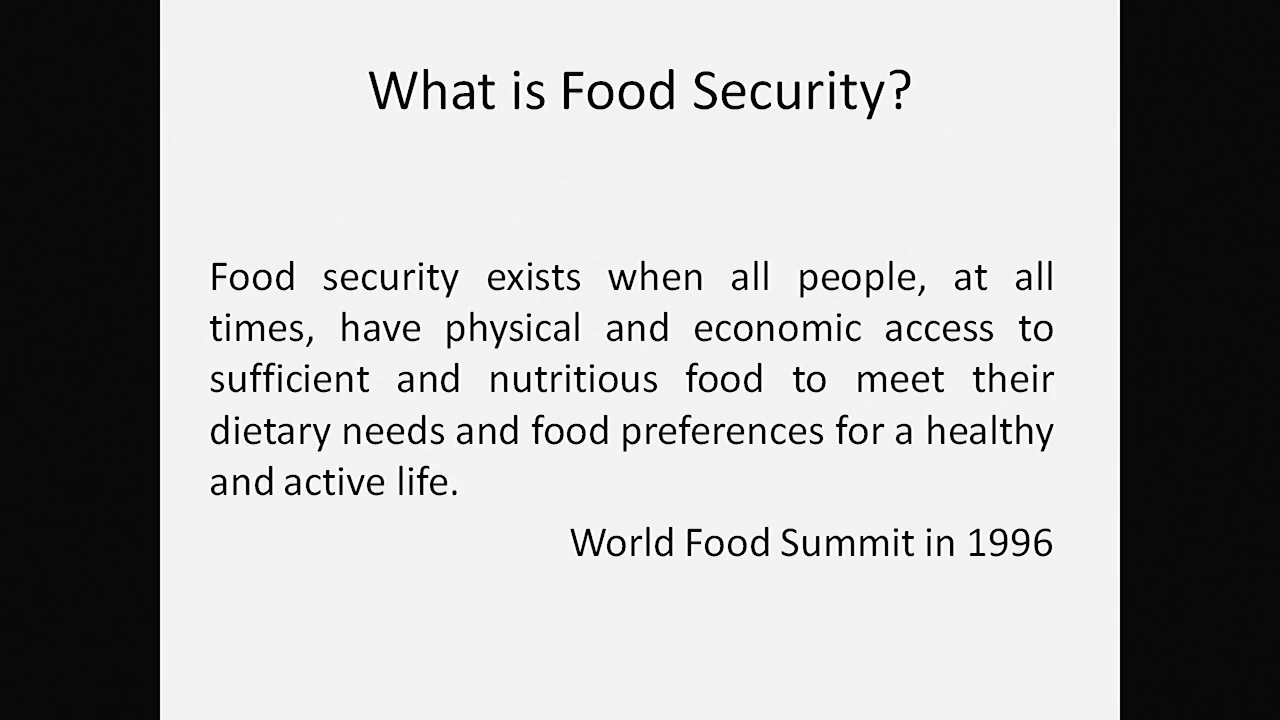 What is Food Security?
Food security exists when all people, at all
times, have physical and economic access to
sufficient and nutritious food to meet their
dietary needs and food preferences for a healthy
and active life.
World Food Summit in 1996